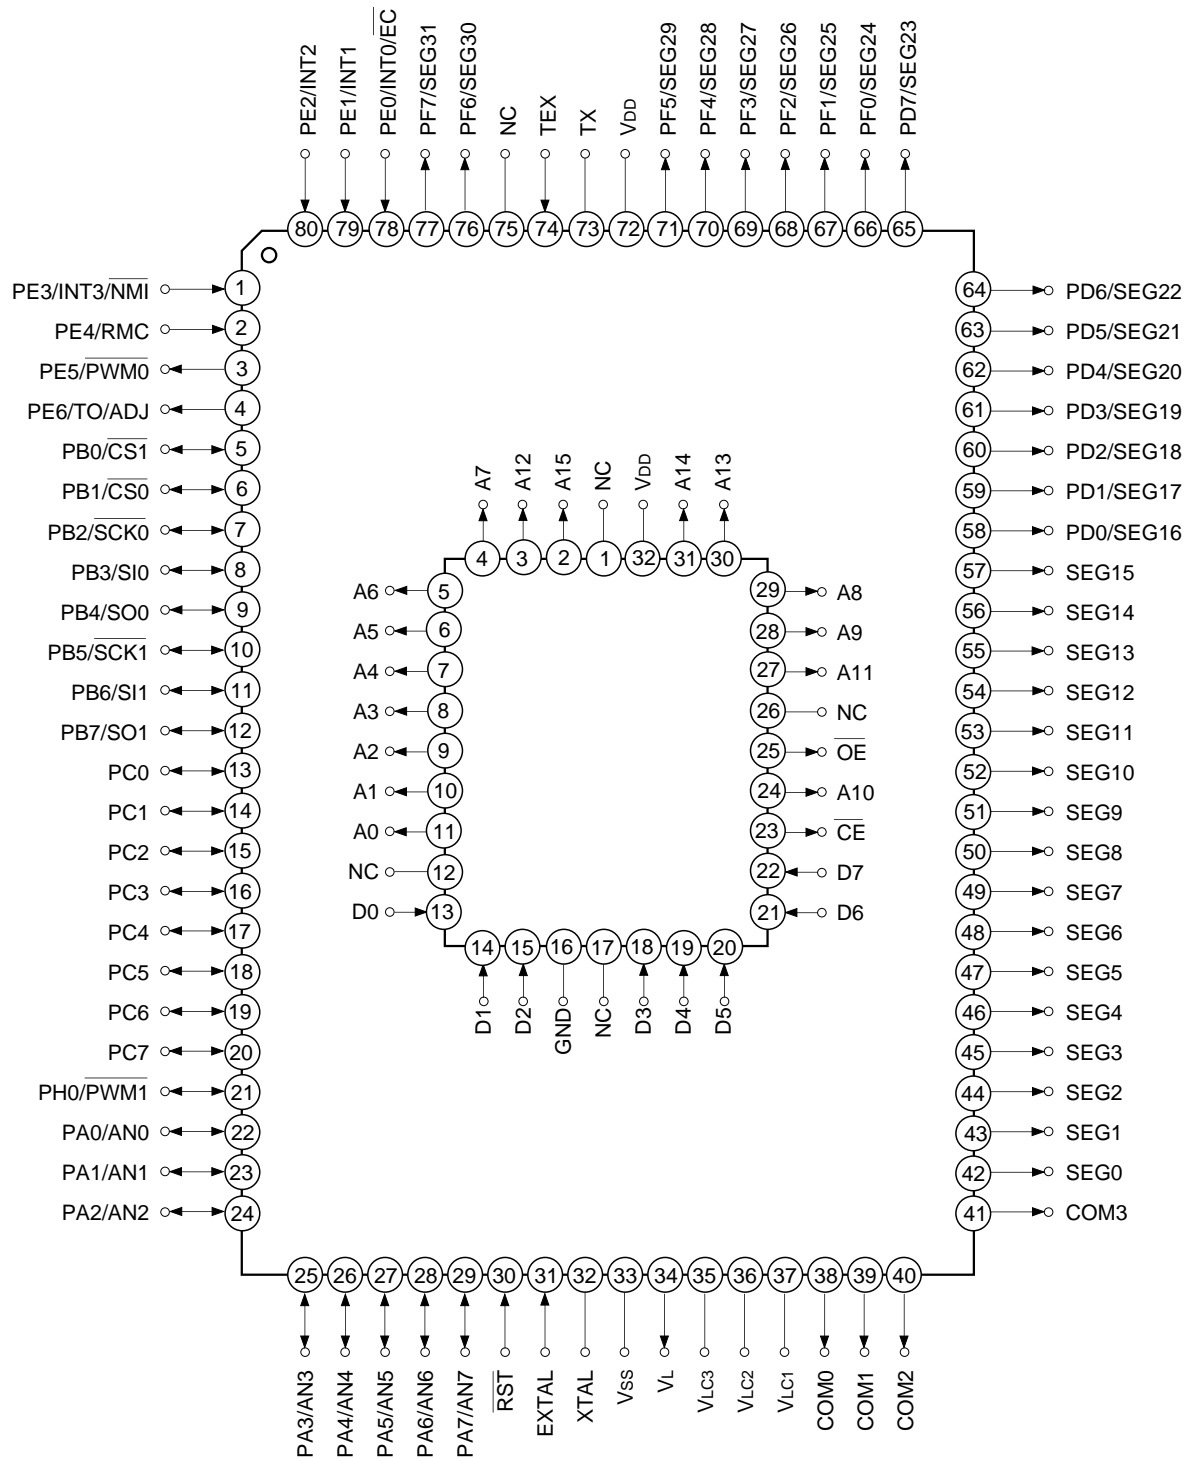 PE2/INT2
PE1/INT1
PE0/INT0/E̅C̅
PF7/SEG31
PF6/SEG30
NC
TEX
TX
VDD
PF5/SEG29
PF4/SEG28
PF3/SEG27
PF2/SEG26
PF1/SEG25
PF0/SEG24
PD7/SEG23
80 79 78 77 76 75 74 73 72 71 70 69 68 67 66 65
PE3/INT3/N̅M̅I̅ 1
PE4/RMC 2
PE5/P̅W̅M̅0̅ 3
PE6/TO/ADJ 4
PB0/C̅S̅1̅ 5
PB1/C̅S̅0̅ 6
PB2/S̅C̅K̅0̅ 7
PB3/SI0 8
PB4/SO0 9
PB5/S̅C̅K̅1̅ 10
PB6/SI1 11
PB7/SO1 12
PC0 13
PC1 14
PC2 15
PC3 16
PC4 17
PC5 18
PC6 19
PC7 20
PH0/P̅W̅M̅1̅ 21
PA0/AN0 22
PA1/AN1 23
PA2/AN2 24
A7
A12
A15
NC
VDD
A14
A13
4 3 2 1 32 31 30
A6 5
A5 6
A4 7
A3 8
A2 9
A1 10
A0 11
NC 12
D0 13
29 A8
28 A9
27 A11
26 NC
25 O̅E̅
24 A10
23 C̅E̅
22 D7
21 D6
14 15 16 17 18 19 20
D1
D2
GND
NC
D3
D4
D5
64 PD6/SEG22
63 PD5/SEG21
62 PD4/SEG20
61 PD3/SEG19
60 PD2/SEG18
59 PD1/SEG17
58 PD0/SEG16
57 SEG15
56 SEG14
55 SEG13
54 SEG12
53 SEG11
52 SEG10
51 SEG9
50 SEG8
49 SEG7
48 SEG6
47 SEG5
46 SEG4
45 SEG3
44 SEG2
43 SEG1
42 SEG0
41 COM3
25 26 27 28 29 30 31 32 33 34 35 36 37 38 39 40
PA3/AN3
PA4/AN4
PA5/AN5
PA6/AN6
PA7/AN7
R̅S̅T̅
EXTAL
XTAL
VSS
VL
VLC3
VLC2
VLC1
COM0
COM1
COM2